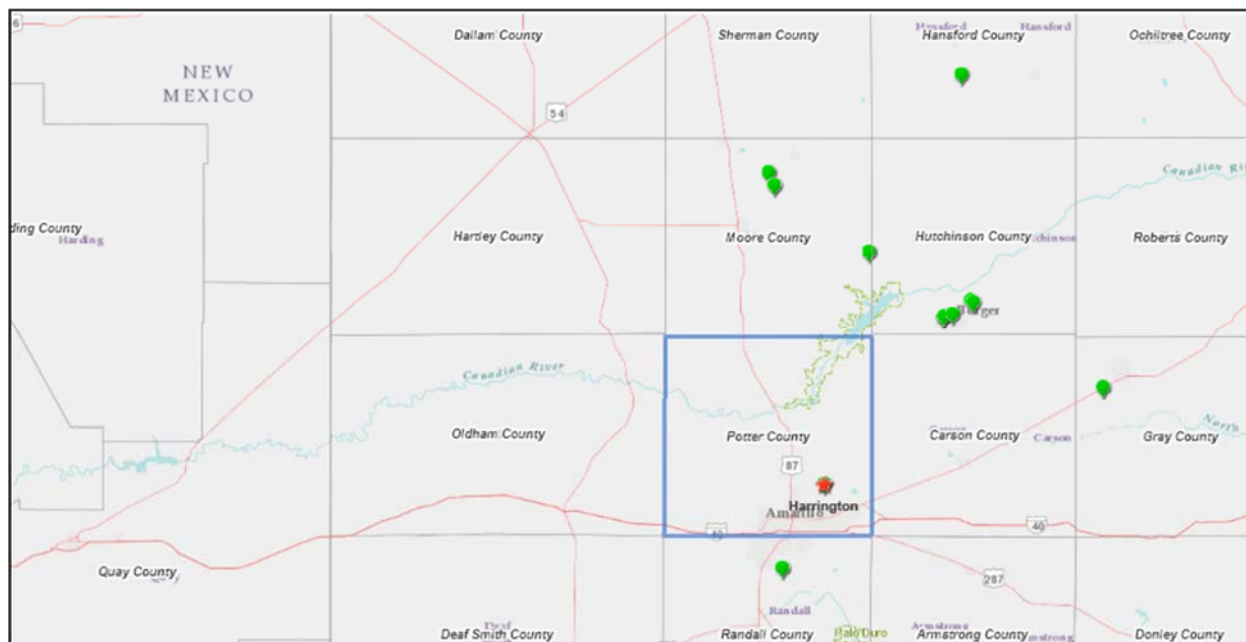 Dallam County
Sherman County
Hansford
Hansford
Hansford County
Ochiltree County
NEW
MEXICO
54
Canadian Riv
ding County
Harding
Hartley County
Moore County
Hutchinson County
tchinson
Roberts County
Borger
Canadian River
Oldham County
Potter County
Carson County
Carson
Gray County
North
87
Harrington
Amarillo
40
40
Quay County
287
Randall
Deaf
Deaf Smith County
Randall County
Palo Duro
Armstrong
Armstrong County
Donley County
mstrong